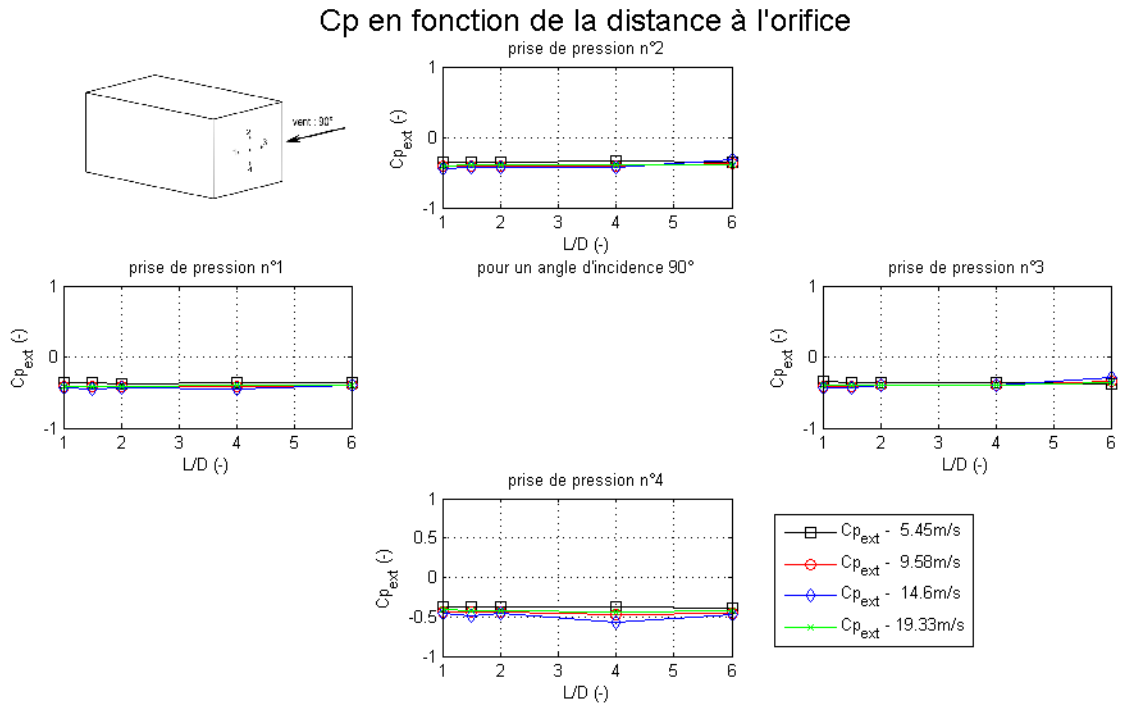 Cp en fonction de la distance à l'orifice
prise de pression n°2
1
0
-1
Cp_ext (-)
1 2 3 4 5 6
L/D (-)
vent : 90°
2
3
4
prise de pression n°1
1
0
-1
Cp_ext (-)
1 2 3 4 5 6
L/D (-)
pour un angle d'incidence 90°
prise de pression n°3
1
0
-1
Cp_ext (-)
1 2 3 4 5 6
L/D (-)
prise de pression n°4
1
0.5
0
-0.5
-1
Cp_ext (-)
1 2 3 4 5 6
L/D (-)
Cp_ext - 5.45m/s
Cp_ext - 9.58m/s
Cp_ext - 14.6m/s
Cp_ext - 19.33m/s